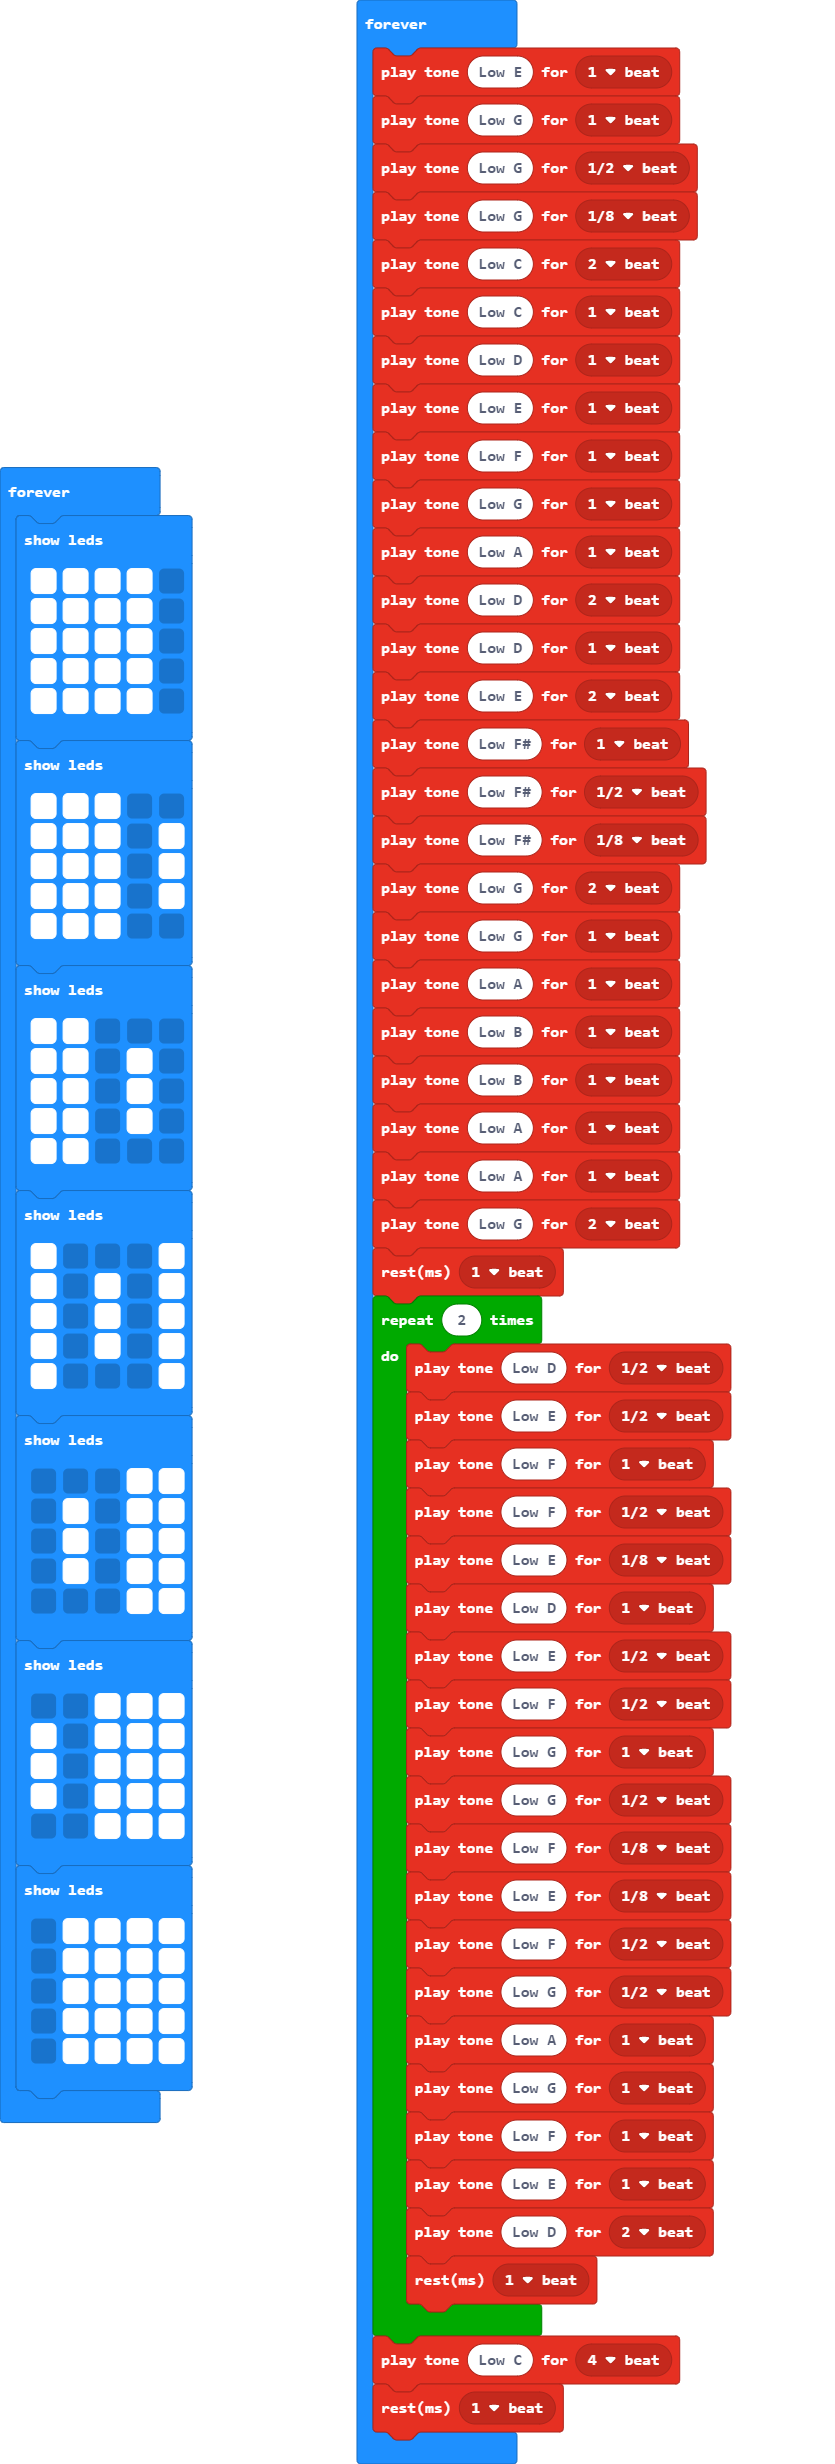 forever
show leds
show leds
show leds
show leds
show leds
show leds
show leds
forever
play tone Low E for 1 beat
play tone Low G for 1 beat
play tone Low G for 1/2 beat
play tone Low G for 1/8 beat
play tone Low C for 2 beat
play tone Low C for 1 beat
play tone Low D for 1 beat
play tone Low E for 1 beat
play tone Low F for 1 beat
play tone Low G for 1 beat
play tone Low A for 1 beat
play tone Low D for 2 beat
play tone Low D for 1 beat
play tone Low E for 2 beat
play tone Low F# for 1 beat
play tone Low F# for 1/2 beat
play tone Low F# for 1/8 beat
play tone Low G for 2 beat
play tone Low G for 1 beat
play tone Low A for 1 beat
play tone Low B for 1 beat
play tone Low B for 1 beat
play tone Low A for 1 beat
play tone Low A for 1 beat
play tone Low G for 2 beat
rest(ms) 1 beat
repeat 2 times
do
play tone Low D for 1/2 beat
play tone Low E for 1/2 beat
play tone Low F for 1 beat
play tone Low F for 1/2 beat
play tone Low E for 1/8 beat
play tone Low D for 1 beat
play tone Low E for 1/2 beat
play tone Low F for 1/2 beat
play tone Low G for 1 beat
play tone Low G for 1/2 beat
play tone Low F for 1/8 beat
play tone Low E for 1/8 beat
play tone Low F for 1/2 beat
play tone Low G for 1/2 beat
play tone Low A for 1 beat
play tone Low G for 1 beat
play tone Low F for 1 beat
play tone Low E for 1 beat
play tone Low D for 2 beat
rest(ms) 1 beat
play tone Low C for 4 beat
rest(ms) 1 beat